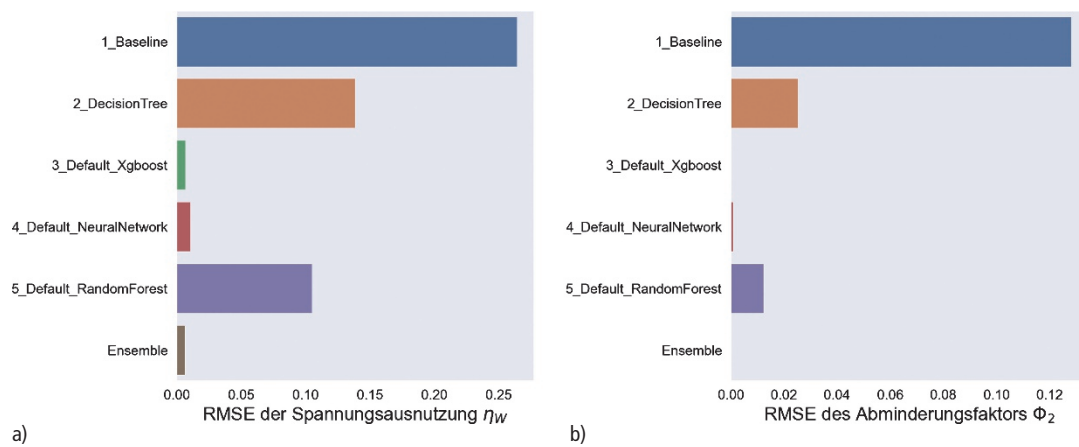 1_Baseline
2_DecisionTree
3_Default_Xgboost
4_Default_NeuralNetwork
5_Default_RandomForest
Ensemble
0.00 0.05 0.10 0.15 0.20 0.25
RMSE der Spannungsausnutzung ηW
a)
1_Baseline
2_DecisionTree
3_Default_Xgboost
4_Default_NeuralNetwork
5_Default_RandomForest
Ensemble
0.00 0.02 0.04 0.06 0.08 0.10 0.12
RMSE des Abminderungsfaktors Φ2
b)